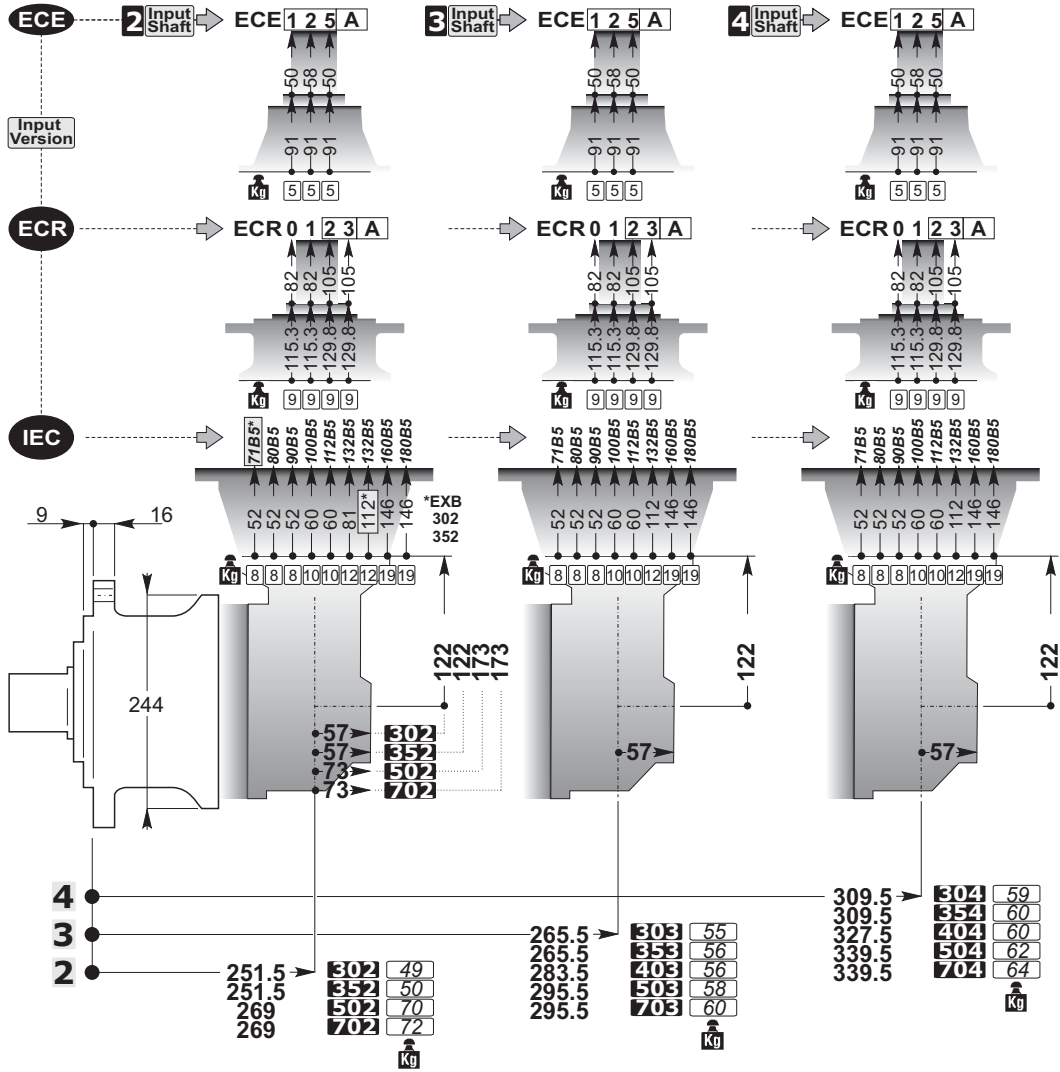 ECE
2 Input Shaft ECE 1 2 5 A
3 Input Shaft ECE 1 2 5 A
4 Input Shaft ECE 1 2 5 A
50 58 50
50 58 50
50 58 50
Input Version
91 91 91
91 91 91
91 91 91
Kg 5 5 5
Kg 5 5 5
Kg 5 5 5
ECR
ECR 0 1 2 3 A
ECR 0 1 2 3 A
ECR 0 1 2 3 A
82 82 105 105
82 82 105 105
82 82 105 105
115.3 115.3 129.8 129.8
115.3 115.3 129.8 129.8
115.3 115.3 129.8 129.8
Kg 9 9 9 9
Kg 9 9 9 9
Kg 9 9 9 9
IEC
71B5* 80B5 90B5 100B5 112B5 132B5 132B5 160B5 180B5
71B5 80B5 90B5 100B5 112B5 132B5 160B5 180B5
71B5 80B5 90B5 100B5 112B5 132B5 160B5 180B5
52 52 52 60 60 81 112* 146 146
*EXB
302
352
52 52 52 60 60 112 146 146
52 52 52 60 60 112 146 146
Kg 8 8 8 10 10 12 12 19 19
Kg 8 8 8 10 10 12 19 19
Kg 8 8 8 10 10 12 19 19
9 16
244
122 122 173 173
122
122
57 302
57 352
73 502
73 702
57
57
4
309.5 304 59
309.5 354 60
327.5 404 60
339.5 504 62
339.5 704 64
Kg
3
265.5 303 55
265.5 353 56
283.5 403 56
295.5 503 58
295.5 703 60
Kg
2
251.5 302 49
251.5 352 50
269 502 70
269 702 72
Kg